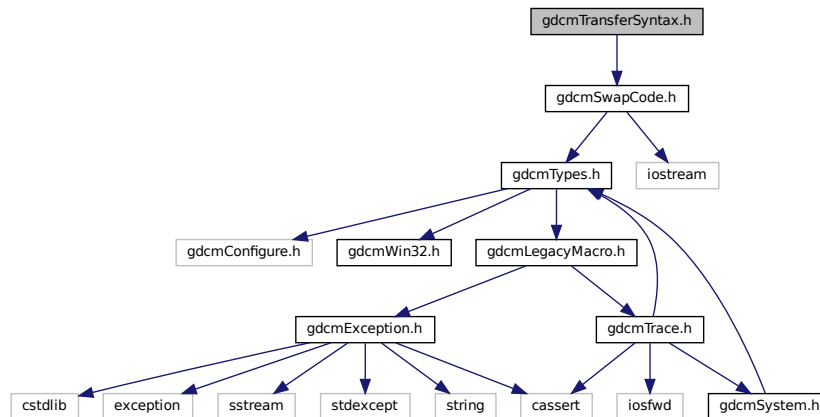 gdcmTransferSyntax.h
gdcmSwapCode.h
gdcmTypes.h
iostream
gdcmConfigure.h
gdcmWin32.h
gdcmLegacyMacro.h
gdcmException.h
gdcmTrace.h
cstdlib
exception
sstream
stdexcept
string
cassert
iosfwd
gdcmSystem.h